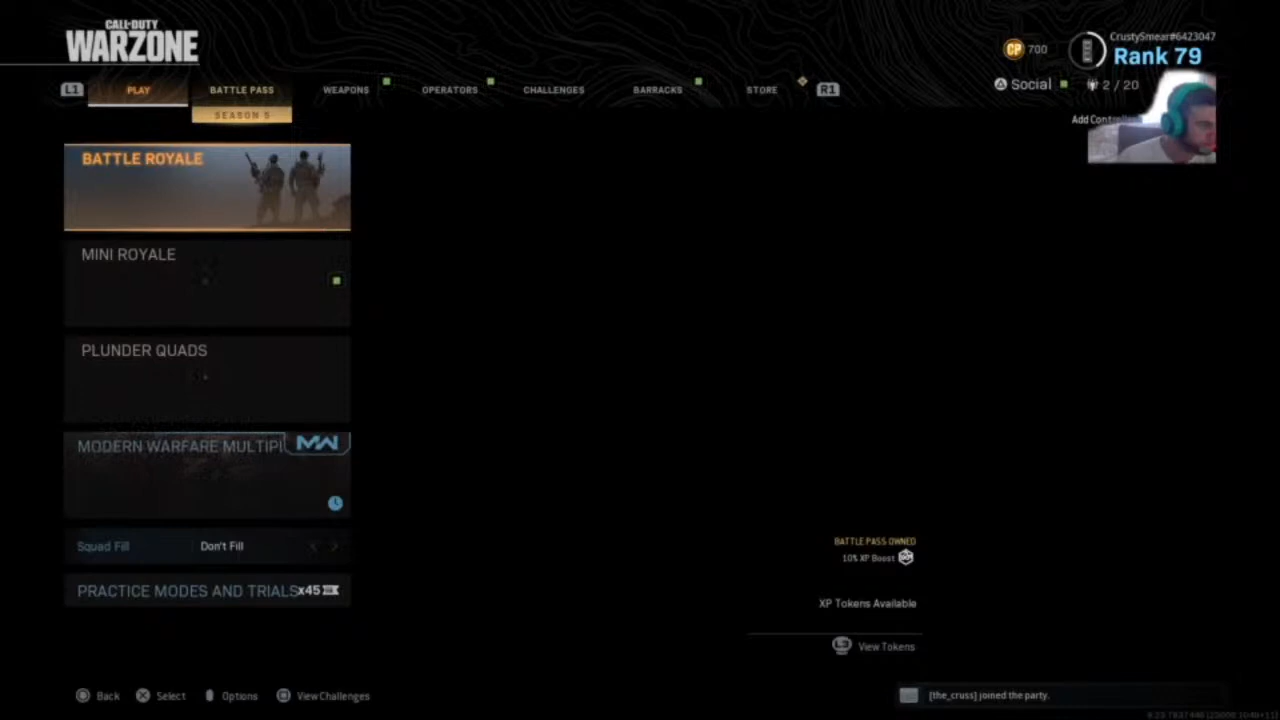 CALL·DUTY
WARZONE
CP 700
CrustySmear#6423047
Rank 79
L1
PLAY
BATTLE PASS
SEASON 5
WEAPONS
OPERATORS
CHALLENGES
BARRACKS
STORE
R1
Social
2 / 20
BATTLE ROYALE
MINI ROYALE
PLUNDER QUADS
MODERN WARFARE MULTIPL
MW
Squad Fill
Don't Fill
PRACTICE MODES AND TRIALS x45
BATTLE PASS OWNED
10% XP Boost
XP Tokens Available
View Tokens
Back
Select
Options
View Challenges
[the_cruss] joined the party.